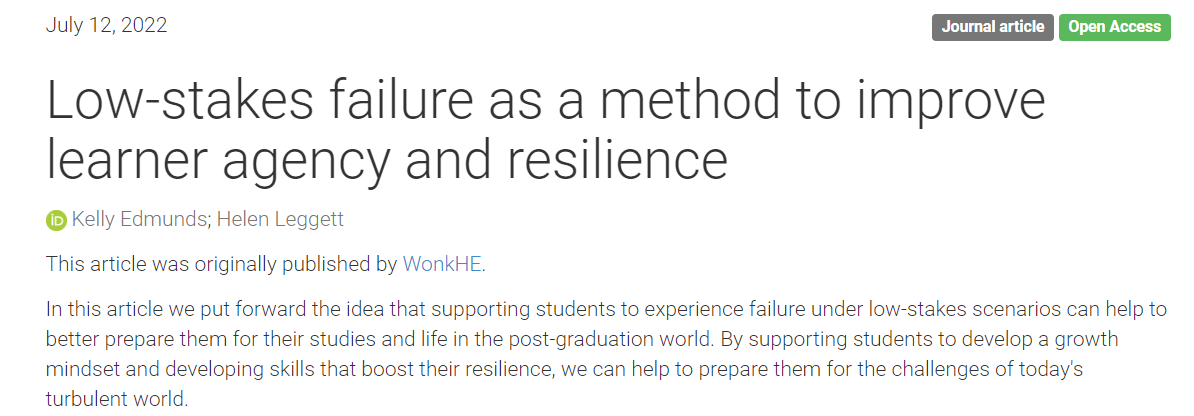 July 12, 2022
Journal article Open Access
Low-stakes failure as a method to improve
learner agency and resilience
iD Kelly Edmunds; Helen Leggett
This article was originally published by WonkHE.
In this article we put forward the idea that supporting students to experience failure under low-stakes scenarios can help to
better prepare them for their studies and life in the post-graduation world. By supporting students to develop a growth
mindset and developing skills that boost their resilience, we can help to prepare them for the challenges of today's
turbulent world.